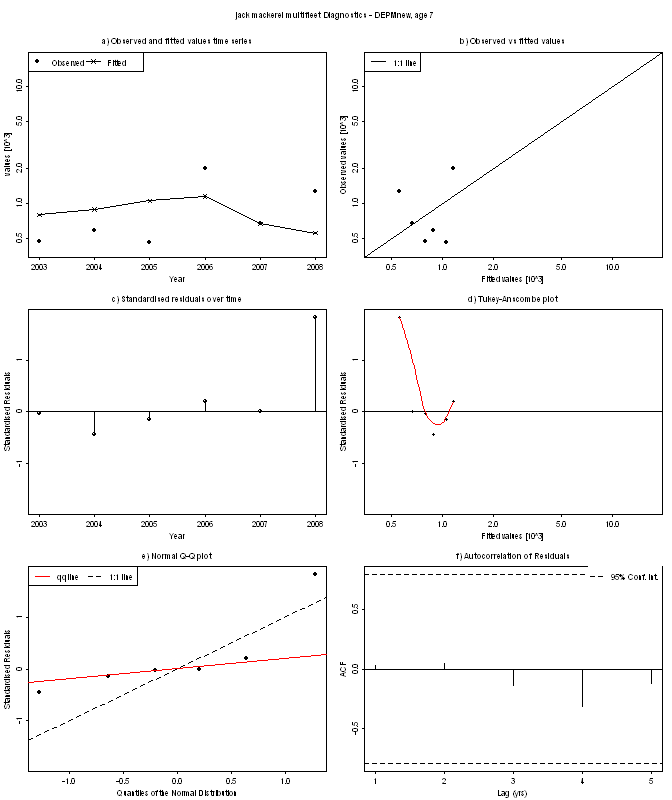 jack mackerel multifleet Diagnostics - DEPMnew, age 7
a) Observed and fitted values time series
Observed Fitted
values [10^3]
10.0
5.0
2.0
1.0
0.5
2003 2004 2005 2006 2007 2008
Year
b) Observed vs fitted values
1:1 line
Observed values [10^3]
10.0
5.0
2.0
1.0
0.5
0.5 1.0 2.0 5.0 10.0
Fitted values [10^3]
c) Standardised residuals over time
Standardised Residuals
1
0
-1
2003 2004 2005 2006 2007 2008
Year
d) Tukey-Anscombe plot
Standardised Residuals
1
0
-1
0.5 1.0 2.0 5.0 10.0
Fitted values [10^3]
e) Normal Q-Q plot
qq line 1:1 line
Standardised Residuals
1
0
-1
-1.0 -0.5 0.0 0.5 1.0
Quantiles of the Normal Distribution
f) Autocorrelation of Residuals
95% Conf. Int.
ACF
0.5
0.0
-0.5
1 2 3 4 5
Lag (yrs)